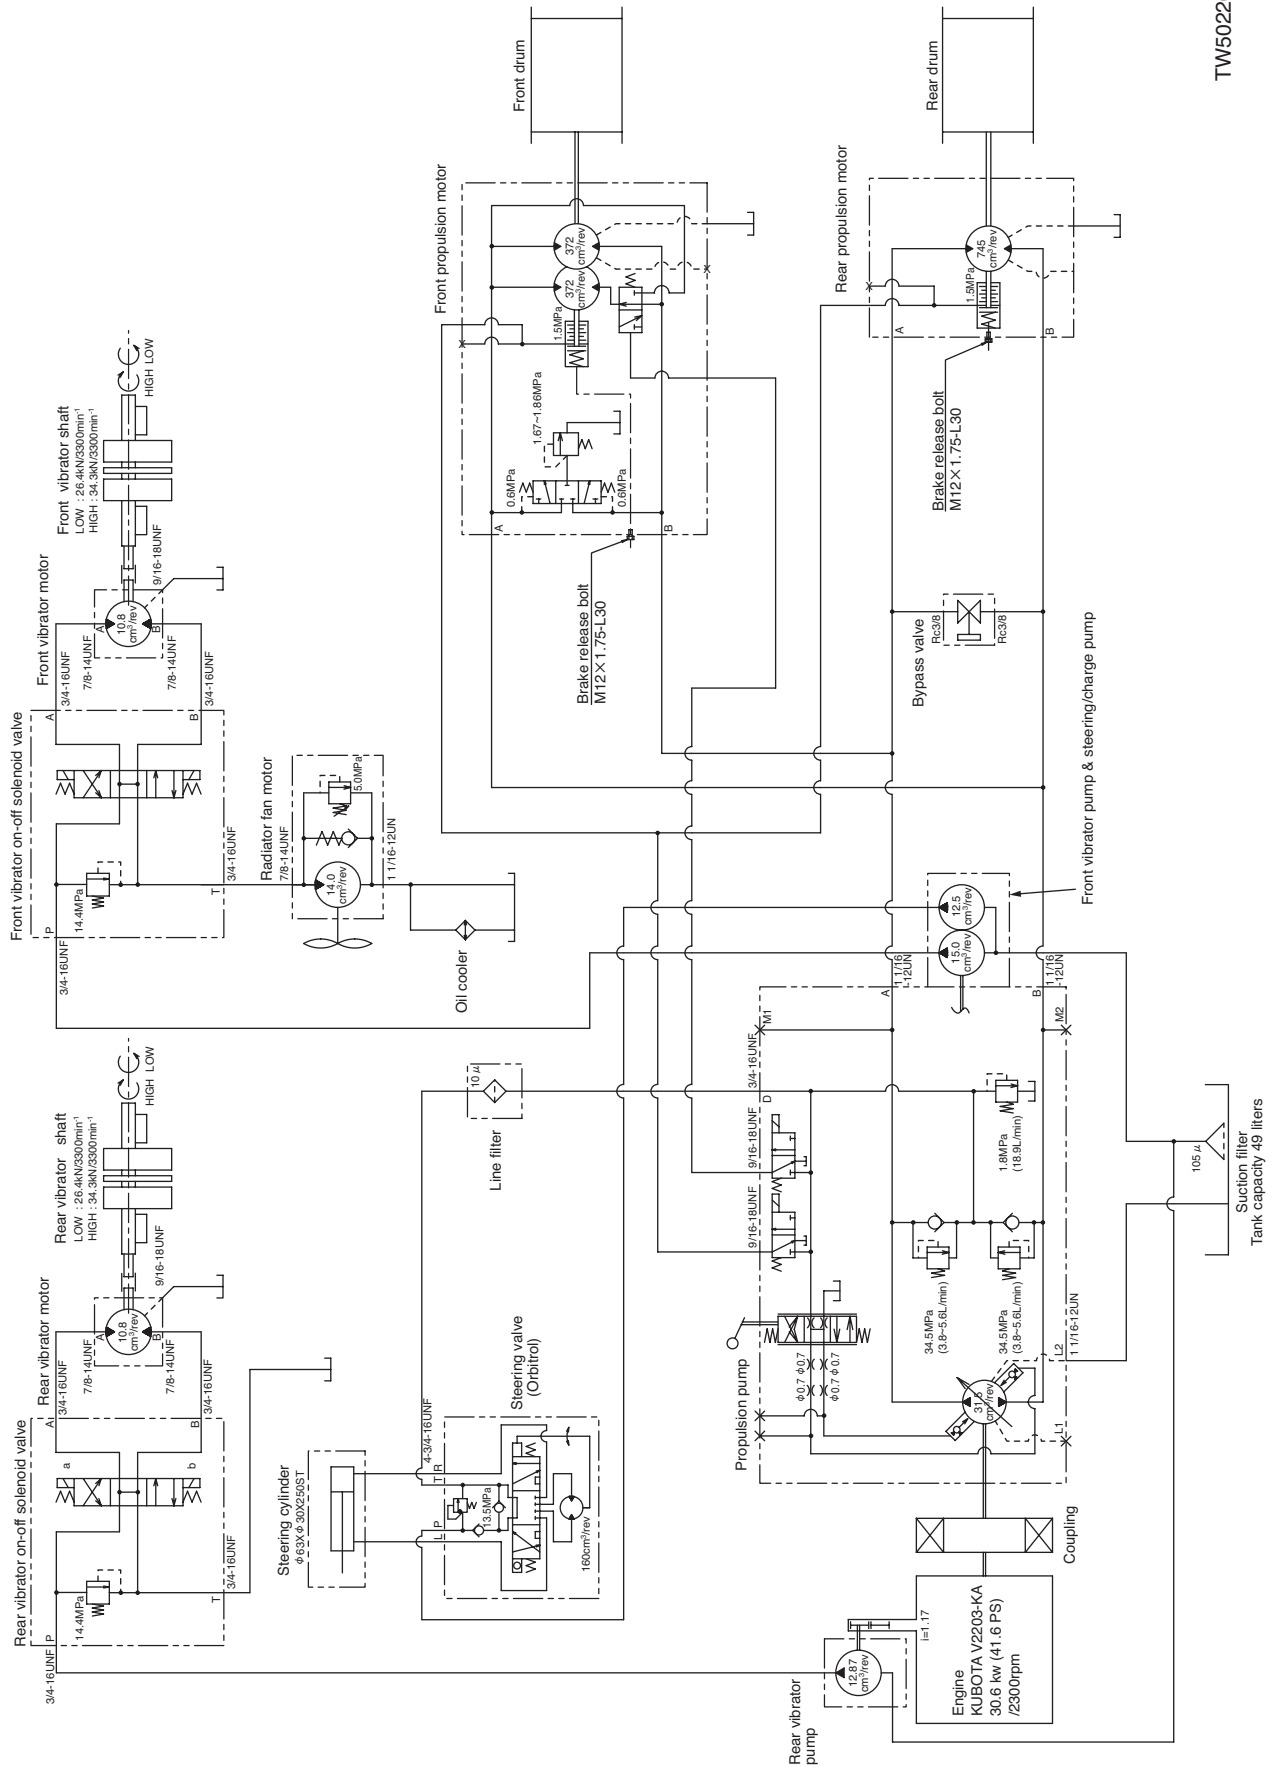 TW5022
Front drum
Rear drum
Front propulsion motor
372
cm³/rev
372
cm³/rev
1.5MPa
1.67~1.86MPa
0.6MPa
0.6MPa
A
B
Brake release bolt
M12×1.75-L30
Rear propulsion motor
745
cm³/rev
1.5MPa
A
B
Brake release bolt
M12×1.75-L30
Bypass valve
Rc3/8
Rc3/8
Front vibrator pump & steering/charge pump
12.5
cm³/rev
15.0
cm³/rev
1 1/16
-12UN
1 1/16
-12UN
A
B
M1
M2
HIGH LOW
Front vibrator shaft
LOW : 26.4kN/3300min-1
HIGH : 34.3kN/3300min-1
Front vibrator motor
9/16-18UNF
10.8
cm³/rev
A
B
7/8-14UNF
7/8-14UNF
3/4-16UNF
3/4-16UNF
Front vibrator on-off solenoid valve
A
B
14.4MPa
P
T
3/4-16UNF
3/4-16UNF
Radiator fan motor
7/8-14UNF
5.0MPa
14.0
cm³/rev
1 1/16-12UN
Oil cooler
HIGH LOW
Rear vibrator shaft
LOW : 26.4kN/3300min-1
HIGH : 34.3kN/3300min-1
Rear vibrator motor
9/16-18UNF
10.8
cm³/rev
A
B
7/8-14UNF
7/8-14UNF
3/4-16UNF
3/4-16UNF
Rear vibrator on-off solenoid valve
A
B
a
b
14.4MPa
P
T
3/4-16UNF
3/4-16UNF
Line filter
10 μ
Steering cylinder
φ63Xφ30X250ST
Steering valve
(Orbitrol)
4-3/4-16UNF
L P
T R
13.5MPa
160cm³/rev
Propulsion pump
9/16-18UNF
9/16-18UNF
3/4-16UNF
D
φ0.7 φ0.7
φ0.7 φ0.7
1.8MPa
(18.9L/min)
34.5MPa
(3.8~5.6L/min)
34.5MPa
(3.8~5.6L/min)
31.5
cm³/rev
L1
L2
1 1/16-12UN
105 μ
Suction filter
Tank capacity 49 liters
Coupling
Engine
KUBOTA V2203-KA
30.6 kw (41.6 PS)
/2300rpm
i=1.17
Rear vibrator
pump
12.87
cm³/rev